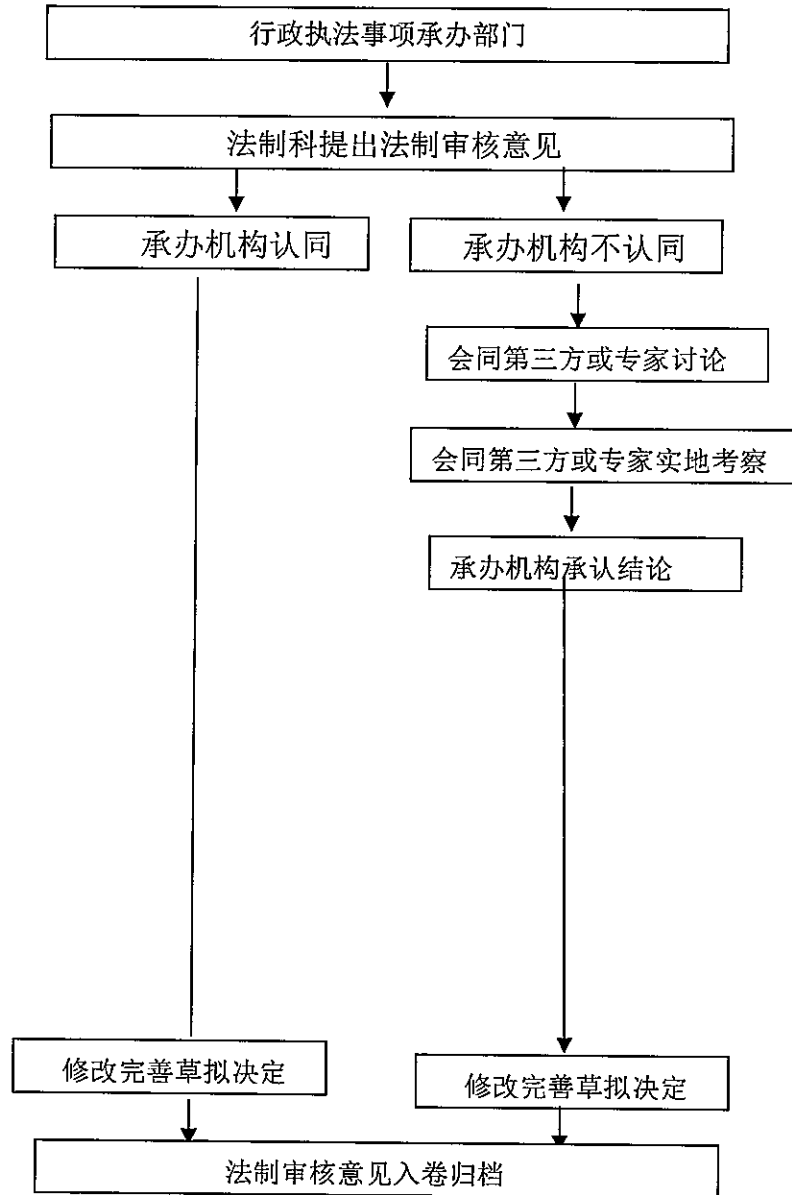 行政执法事项承办部门
法制科提出法制审核意见
承办机构认同
承办机构不认同
会同第三方或专家讨论
会同第三方或专家实地考察
承办机构承认结论
修改完善草拟决定
修改完善草拟决定
法制审核意见入卷归档